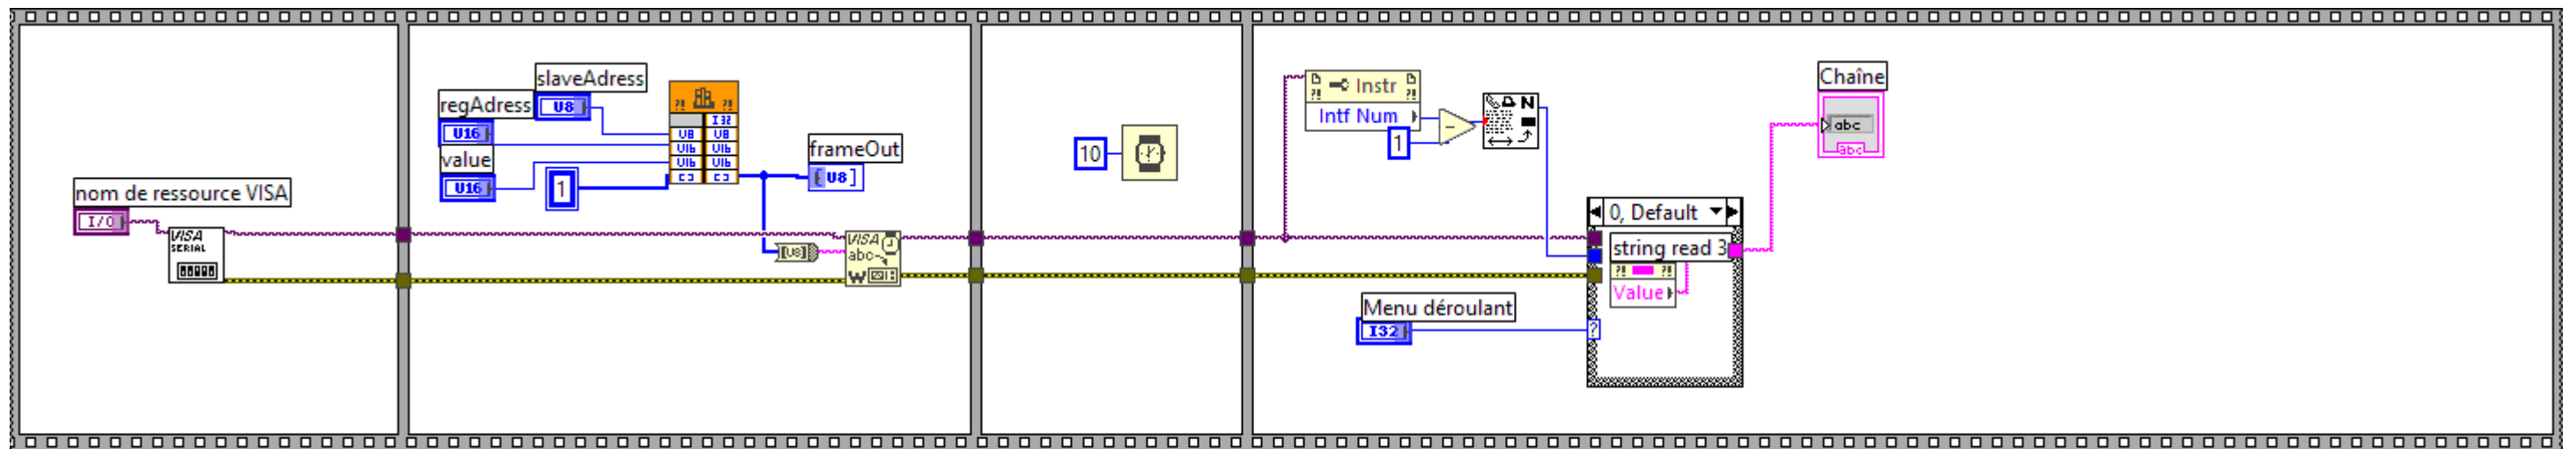 nom de ressource VISA
I/O
VISA
SERIAL
slaveAdress
U8
regAdress
U16
value
U16
1
I32
U8 U8
U16 U16
U16 U16
[ ] [ ]
frameOut
[U8]
[U8]
VISA
abc
W
10
Instr
Intf Num
1
N
0, Default
string read 3
Value
?
Menu déroulant
I32
Chaîne
abc
abc